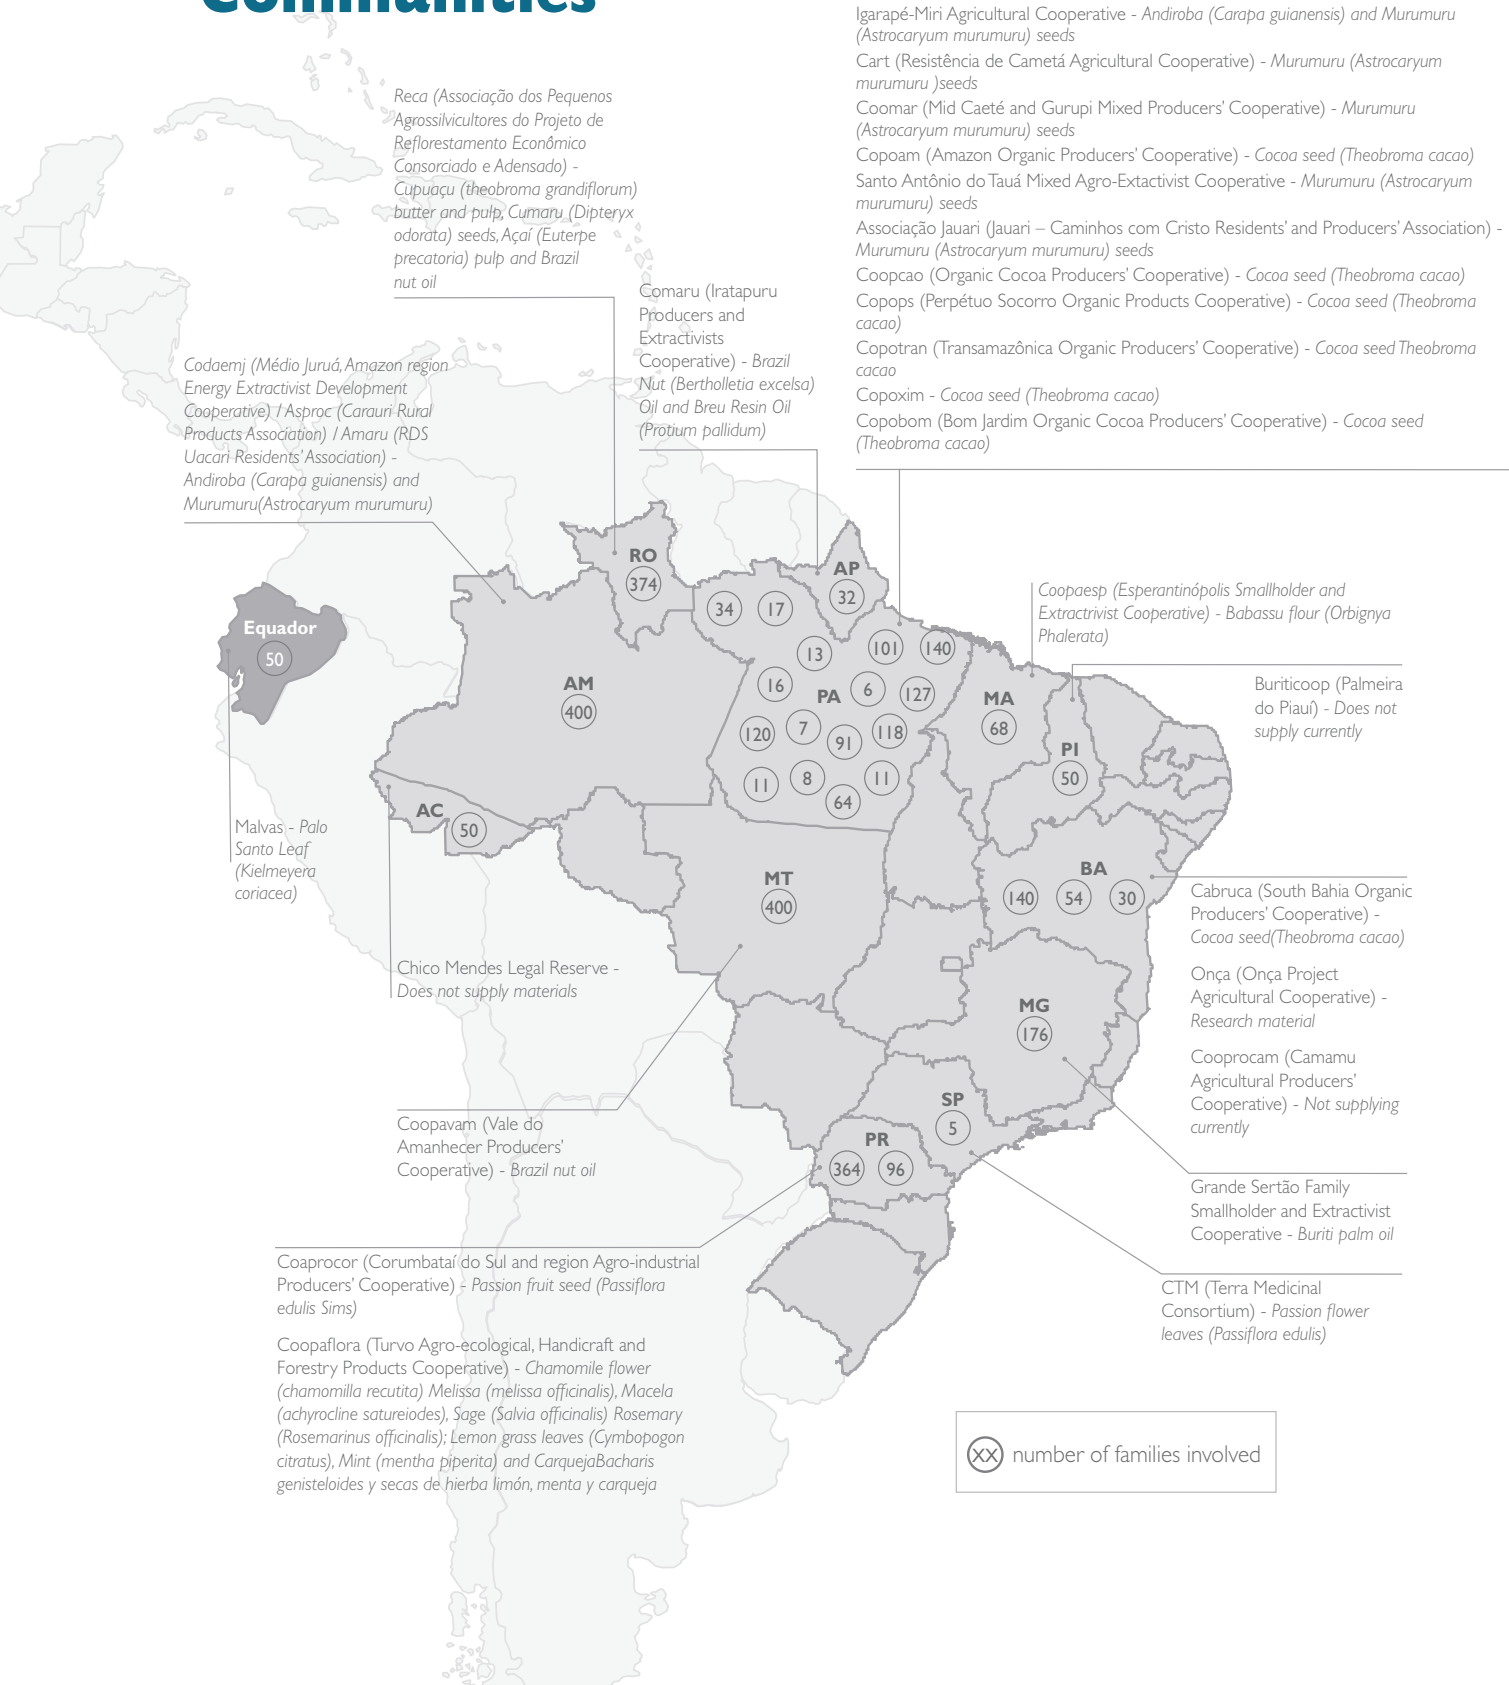 Communities
Igarapé-Miri Agricultural Cooperative - Andiroba (Carapa guianensis) and Murumuru
(Astrocaryum murumuru) seeds
Cart (Resistência de Cametá Agricultural Cooperative) - Murumuru (Astrocaryum
murumuru )seeds
Coomar (Mid Caeté and Gurupi Mixed Producers' Cooperative) - Murumuru
(Astrocaryum murumuru) seeds
Copoam (Amazon Organic Producers' Cooperative) - Cocoa seed (Theobroma cacao)
Santo Antônio do Tauá Mixed Agro-Extactivist Cooperative - Murumuru (Astrocaryum
murumuru) seeds
Associação Jauari (Jauari – Caminhos com Cristo Residents' and Producers' Association) -
Murumuru (Astrocaryum murumuru) seeds
Coopcao (Organic Cocoa Producers' Cooperative) - Cocoa seed (Theobroma cacao)
Copops (Perpétuo Socorro Organic Products Cooperative) - Cocoa seed (Theobroma
cacao)
Copotran (Transamazônica Organic Producers' Cooperative) - Cocoa seed Theobroma
cacao
Copoxim - Cocoa seed (Theobroma cacao)
Copobom (Bom Jardim Organic Cocoa Producers' Cooperative) - Cocoa seed
(Theobroma cacao)
Reca (Associação dos Pequenos
Agrossilvicultores do Projeto de
Reflorestamento Econômico
Consorciado e Adensado) -
Cupuaçu (theobroma grandiflorum)
butter and pulp, Cumaru (Dipteryx
odorata) seeds, Açaí (Euterpe
precatoria) pulp and Brazil
nut oil
Comaru (Iratapuru
Producers and
Extractivists
Cooperative) - Brazil
Nut (Bertholletia excelsa)
Oil and Breu Resin Oil
(Protium pallidum)
Codaemj (Médio Juruá, Amazon region
Energy Extractivist Development
Cooperative) / Asproc (Carauri Rural
Products Association) / Amaru (RDS
Uacari Residents' Association) -
Andiroba (Carapa guianensis) and
Murumuru(Astrocaryum murumuru)
RO
374
AP
32
34
17
Coopaesp (Esperantinópolis Smallholder and
Extractrivist Cooperative) - Babassu flour (Orbignya
Phalerata)
Equador
50
13
101
140
AM
400
16
PA
6
127
MA
68
Buriticoop (Palmeira
do Piauí) - Does not
supply currently
120
7
91
118
PI
50
11
8
64
11
AC
50
Malvas - Palo
Santo Leaf
(Kielmeyera
coriacea)
MT
400
BA
140
54
30
Cabruca (South Bahia Organic
Producers' Cooperative) -
Cocoa seed(Theobroma cacao)
Onça (Onça Project
Agricultural Cooperative) -
Research material
Cooprocam (Camamu
Agricultural Producers'
Cooperative) - Not supplying
currently
Chico Mendes Legal Reserve -
Does not supply materials
MG
176
SP
5
PR
364
96
Coopavam (Vale do
Amanhecer Producers'
Cooperative) - Brazil nut oil
Grande Sertão Family
Smallholder and Extractivist
Cooperative - Buriti palm oil
Coaprocor (Corumbataí do Sul and region Agro-industrial
Producers' Cooperative) - Passion fruit seed (Passiflora
edulis Sims)
CTM (Terra Medicinal
Consortium) - Passion flower
leaves (Passiflora edulis)
Coopaflora (Turvo Agro-ecological, Handicraft and
Forestry Products Cooperative) - Chamomile flower
(chamomilla recutita) Melissa (melissa officinalis), Macela
(achyrocline satureiodes), Sage (Salvia officinalis) Rosemary
(Rosemarinus officinalis); Lemon grass leaves (Cymbopogon
citratus), Mint (mentha piperita) and CarquejaBacharis
genisteloides y secas de hierba limón, menta y carqueja
XX number of families involved